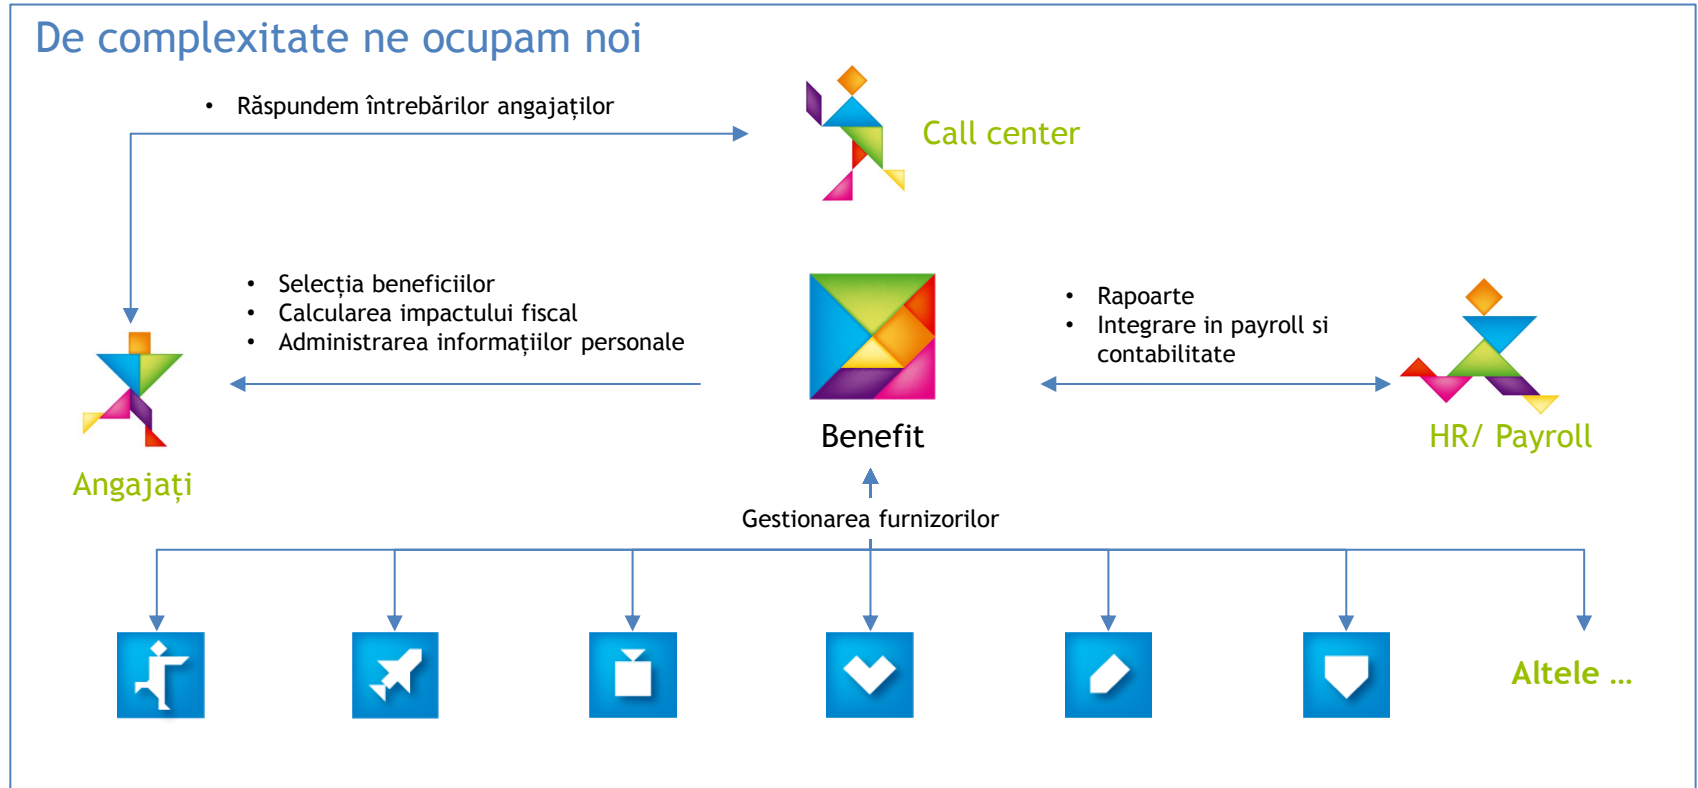 De complexitate ne ocupam noi
• Răspundem întrebărilor angajaților
Call center
• Selecția beneficiilor
• Calcularea impactului fiscal
• Administrarea informațiilor personale
• Rapoarte
• Integrare in payroll si
contabilitate
Benefit
HR/ Payroll
Angajați
Gestionarea furnizorilor
Altele ...